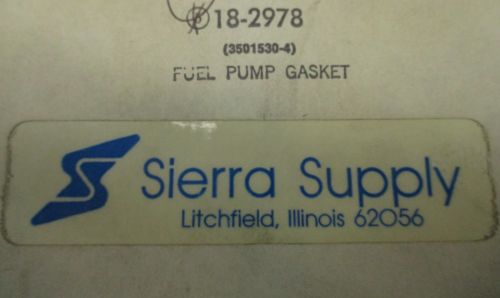 18-2978
(3501530-4)
FUEL PUMP GASKET
Sierra Supply
Litchfield, Illinois 62056